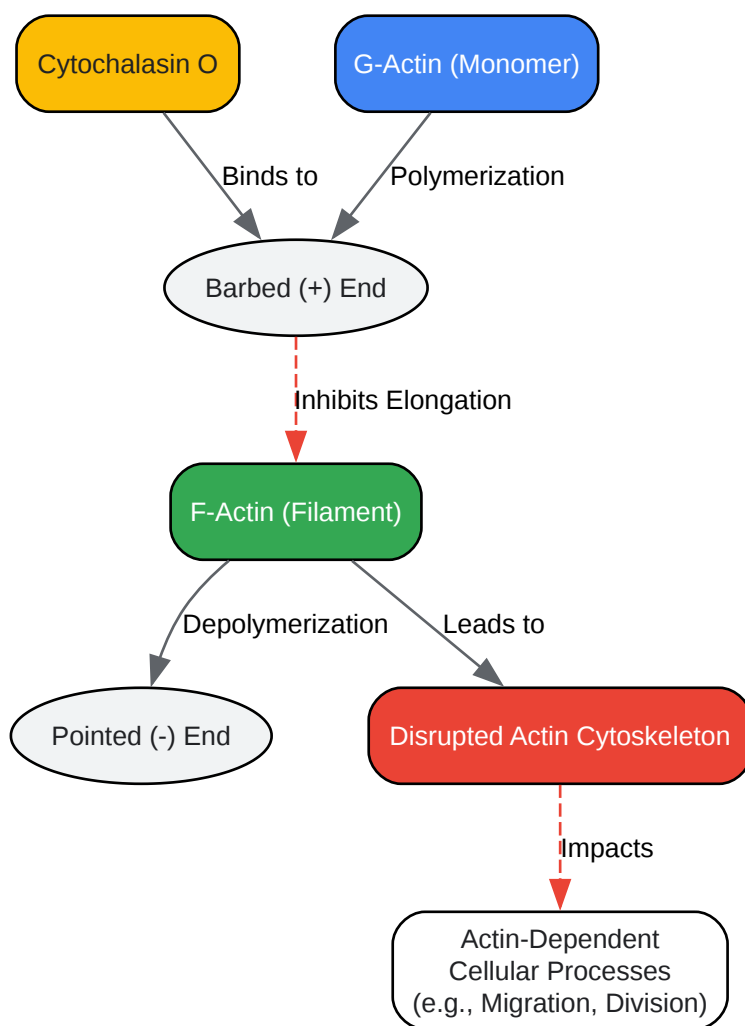 Cytochalasin O
G-Actin (Monomer)
Binds to
Polymerization
Barbed (+) End
Inhibits Elongation
F-Actin (Filament)
Depolymerization
Leads to
Pointed (-) End
Disrupted Actin Cytoskeleton
Impacts
Actin-Dependent
Cellular Processes
(e.g., Migration, Division)